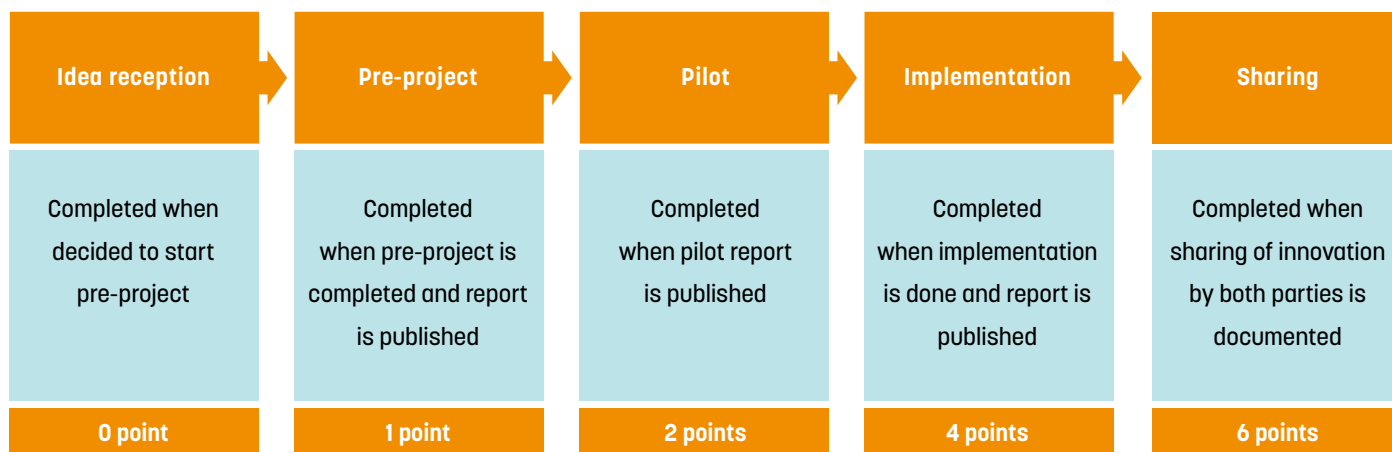 Idea reception
Pre-project
Pilot
Implementation
Sharing
Completed when
decided to start
pre-project
Completed
when pre-project is
completed and report
is published
Completed
when pilot report
is published
Completed
when implementation
is done and report is
published
Completed when
sharing of innovation
by both parties is
documented
0 point
1 point
2 points
4 points
6 points